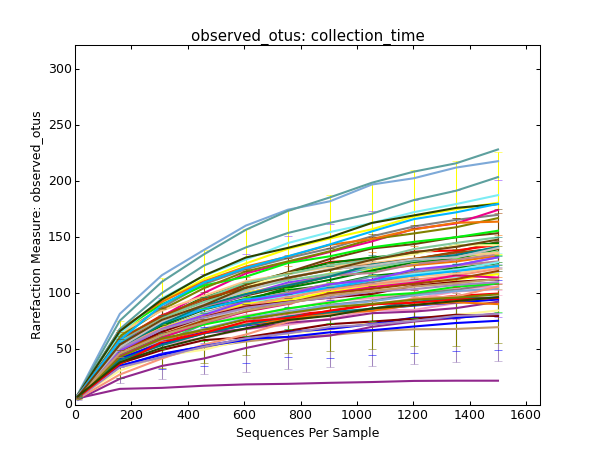 observed_otus: collection_time
300
250
200
150
100
50
0
0 200 400 600 800 1000 1200 1400 1600
Rarefaction Measure: observed_otus
Sequences Per Sample